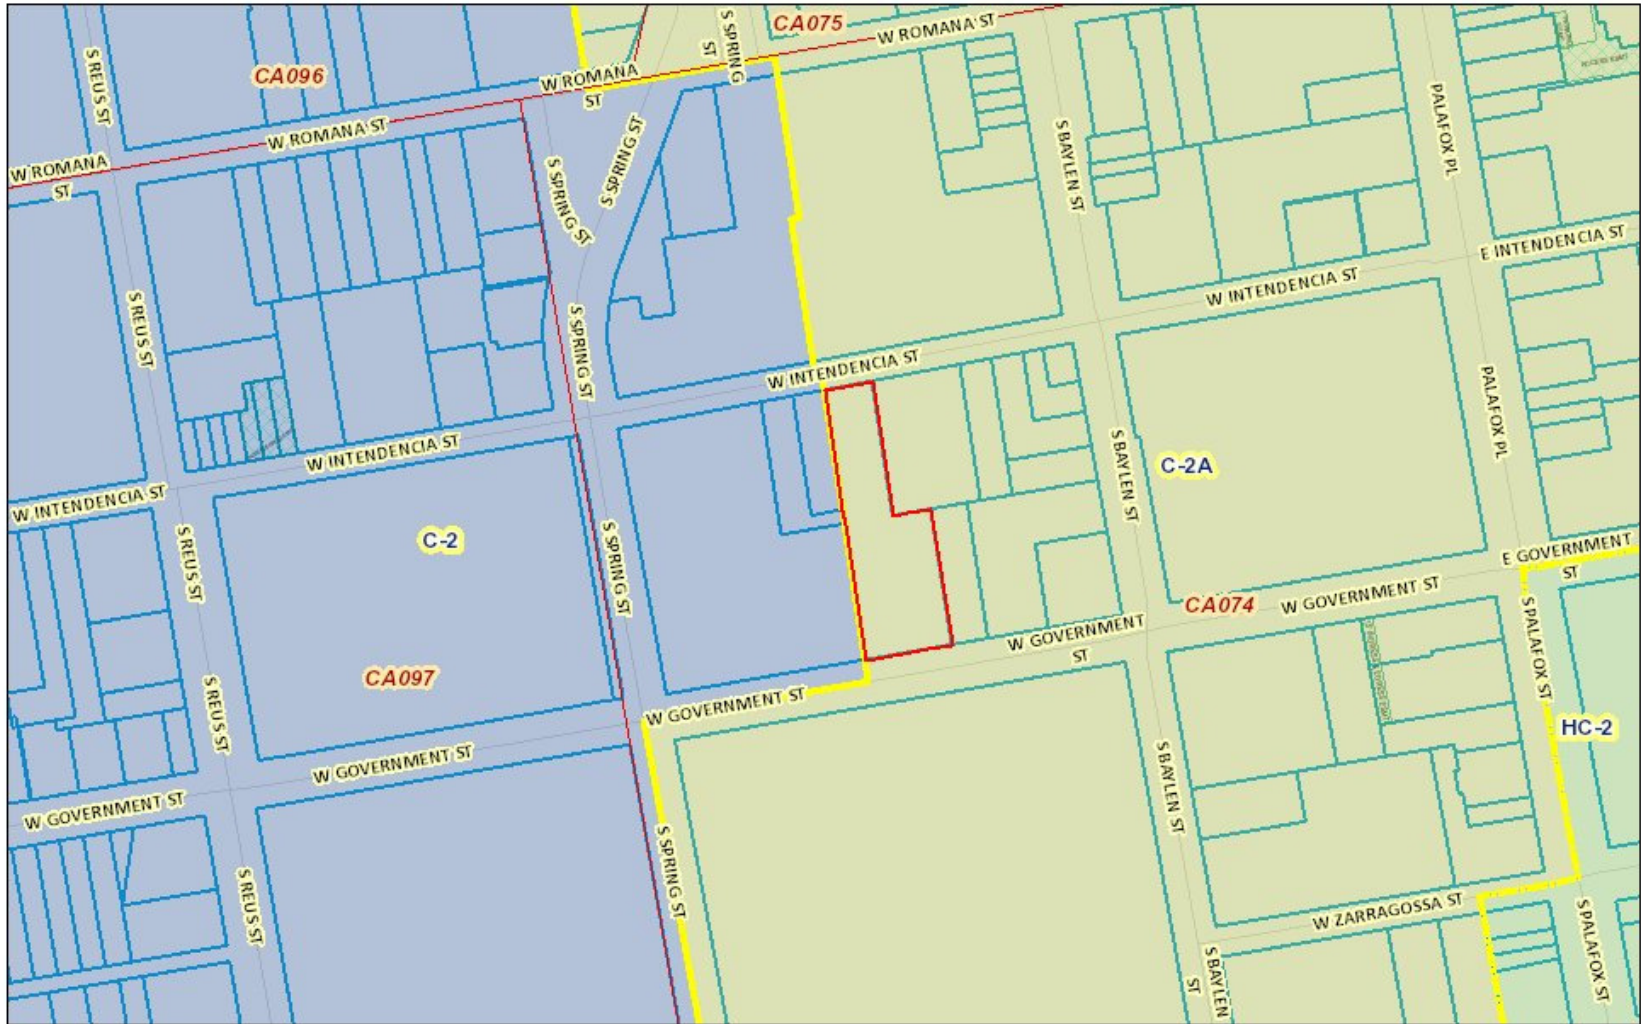 S SPRING
ST
CA075
W ROMANA ST
S REUS ST
CA096
W ROMANA
ST
W ROMANA ST
W ROMANA
ST
S SPRING ST
S SPRING ST
S BAYLEN ST
PALAFOX PL
E INTENDENCIA ST
W INTENDENCIA ST
S REUS ST
S SPRING ST
W INTENDENCIA ST
PALAFOX PL
W INTENDENCIA ST
C-2A
S BAYLEN ST
W INTENDENCIA ST
C-2
S REUS ST
S SPRING ST
E GOVERNMENT
ST
CA074
W GOVERNMENT ST
W GOVERNMENT
ST
S PALAFOX ST
CA097
S REUS ST
W GOVERNMENT ST
HC-2
W GOVERNMENT ST
W GOVERNMENT ST
S BAYLEN ST
S SPRING ST
S REUS ST
W ZARRAGOSSA ST
S PALAFOX ST
S BAYLEN
ST